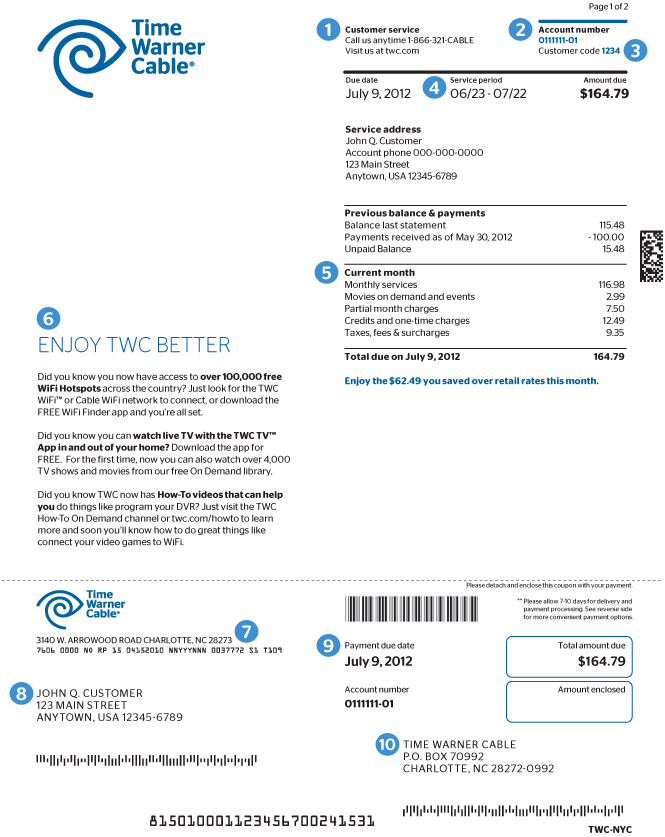 Page 1 of 2
Time
Warner
Cable®
1
Customer service
Call us anytime 1-866-321-CABLE
Visit us at twc.com
2
Account number
0111111-01
Customer code 1234
3
Due date
July 9, 2012
4
Service period
06/23 - 07/22
Amount due
$164.79
Service address
John Q. Customer
Account phone 000-000-0000
123 Main Street
Anytown, USA 12345-6789
Previous balance & payments
Balance last statement 115.48
Payments received as of May 30, 2012 -100.00
Unpaid Balance 15.48
5
Current month
Monthly services 116.98
Movies on demand and events 2.99
Partial month charges 7.50
Credits and one-time charges 12.49
Taxes, fees & surcharges 9.35
Total due on July 9, 2012 164.79
Enjoy the $62.49 you saved over retail rates this month.
6
ENJOY TWC BETTER
Did you know you now have access to over 100,000 free
WiFi Hotspots across the country? Just look for the TWC
WiFi™ or Cable WiFi network to connect, or download the
FREE WiFi Finder app and you're all set.
Did you know you can watch live TV with the TWC TV™
App in and out of your home? Download the app for
FREE. For the first time, now you can also watch over 4,000
TV shows and movies from our free On Demand library.
Did you know TWC now has How-To videos that can help
you do things like program your DVR? Just visit the TWC
How-To On Demand channel or twc.com/howto to learn
more and soon you'll know how to do great things like
connect your video games to WiFi.
Please detach and enclose this coupon with your payment.
Time
Warner
Cable®
** Please allow 7-10 days for delivery and
payment processing. See reverse side
for more convenient payment options.
7
3140 W. ARROWOOD ROAD CHARLOTTE, NC 28273
7606 0000 NO RP 15 04152010 NNYYYNNN 0037772 S1 T109
8
JOHN Q. CUSTOMER
123 MAIN STREET
ANYTOWN, USA 12345-6789
9
Payment due date
July 9, 2012
Total amount due
$164.79
Account number
0111111-01
Amount enclosed
10
TIME WARNER CABLE
P.O. BOX 70992
CHARLOTTE, NC 28272-0992
815010001123456700241531
TWC-NYC